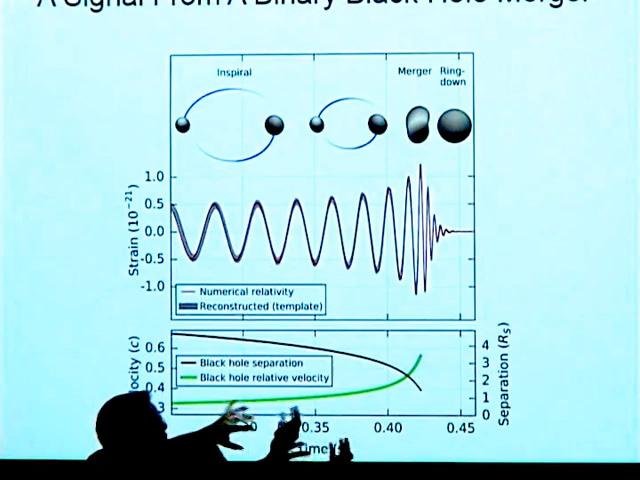 A Signal From A Binary Black Hole Merger
Inspiral
Merger
Ring-
down
1.0
0.5
0.0
-0.5
-1.0
Strain (10⁻²¹)
Numerical relativity
Reconstructed (template)
0.6
0.5
0.4
(c)
Black hole separation
Black hole relative velocity
4
3
2
1
0
Separation (Rₛ)
0.35
0.40
0.45
Time